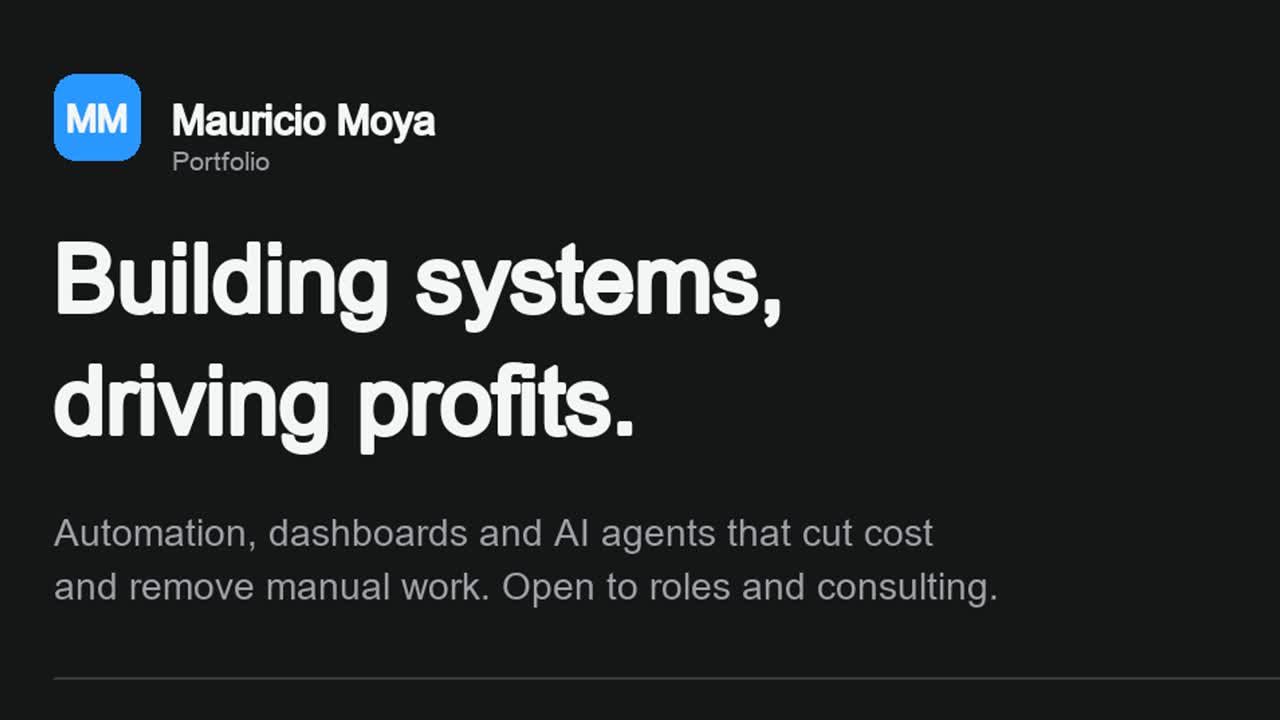 MM
Mauricio Moya
Portfolio
Building systems,
driving profits.
Automation, dashboards and AI agents that cut cost
and remove manual work. Open to roles and consulting.